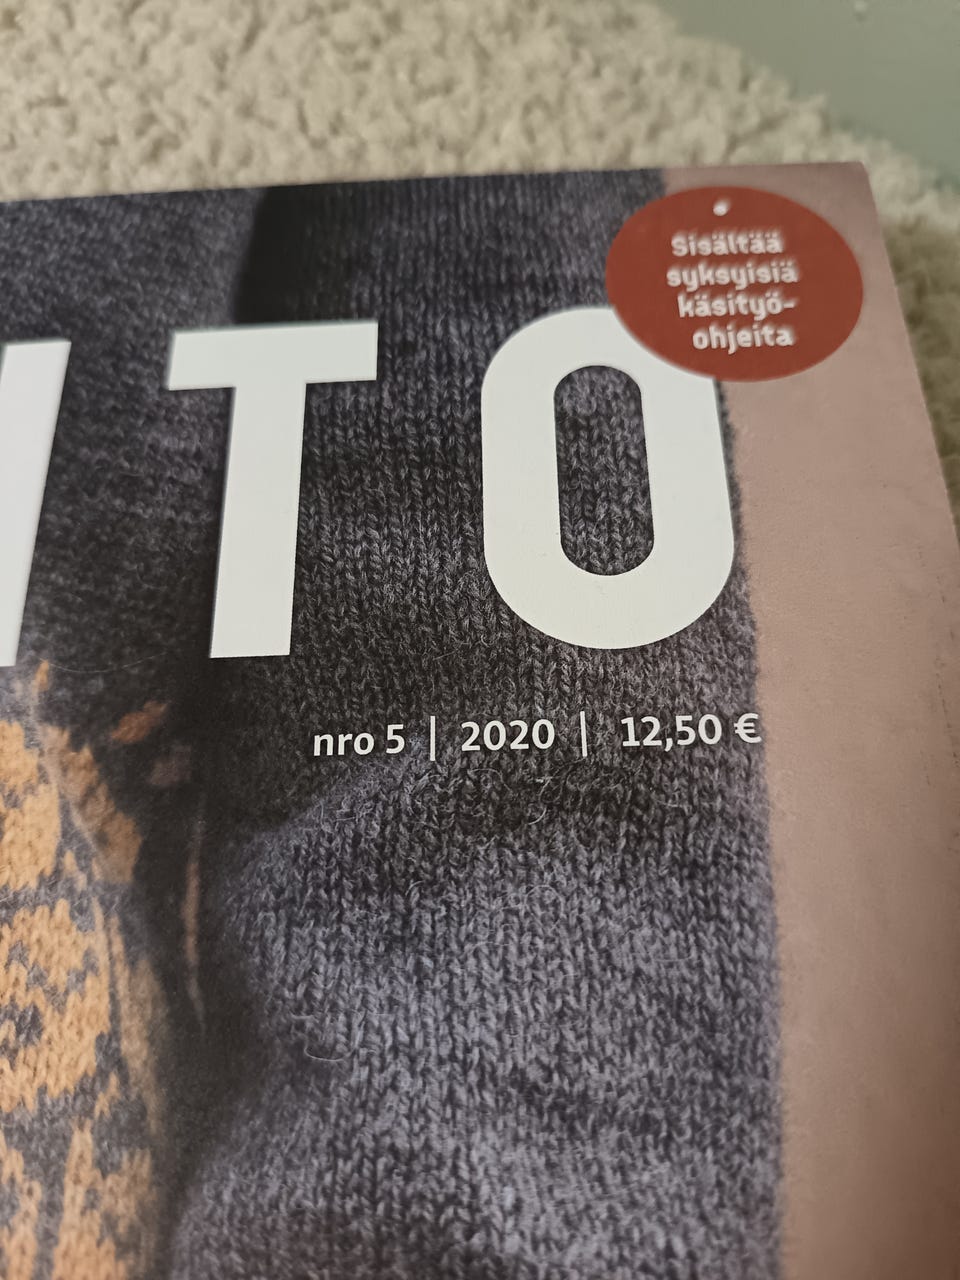 Sisältää
syksyisiä
käsityö-
ohjeita
ITO
nro 5 | 2020 | 12,50 €